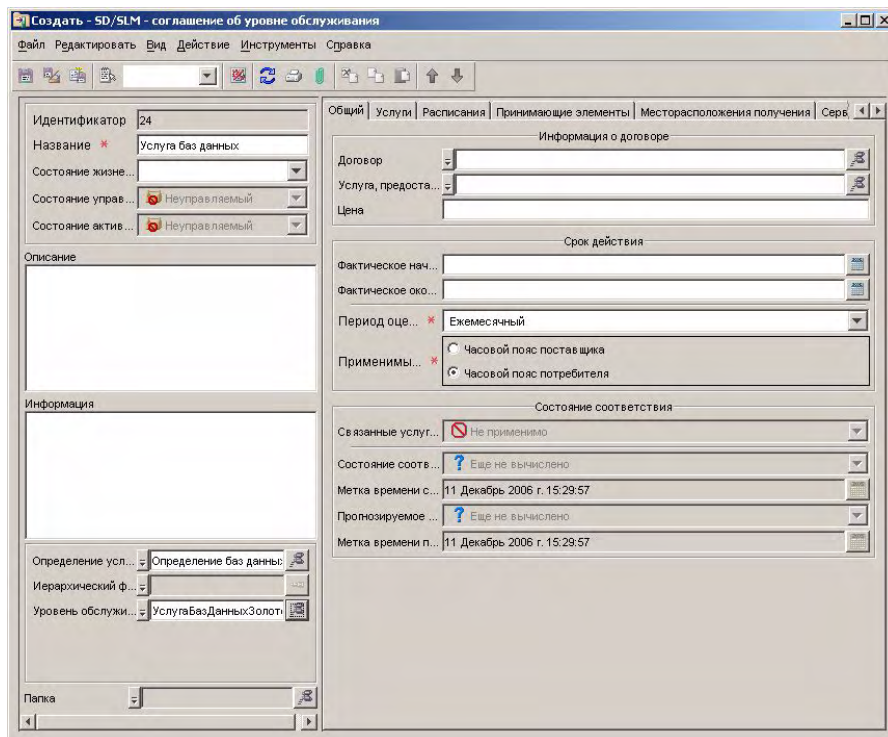 Создать - SD/SLM - соглашение об уровне обслуживания
Файл Редактировать Вид Действие Инструменты Справка
Идентификатор 24
Название * Услуга баз данных
Состояние жизне...
Состояние управ... Неуправляемый
Состояние актив... Неуправляемый
Описание
Информация
Определение усл... Определение баз данны
Иерархический ф...
Уровень обслужи... УслугаБазДанныхЗолот
Папка
Общий Услуги Расписания Принимающие элементы Месторасположения получения Серв
Информация о договоре
Договор
Услуга, предоста...
Цена
Срок действия
Фактическое нач...
Фактическое око...
Период оце... * Ежемесячный
Применимы... *
Часовой пояс поставщика
Часовой пояс потребителя
Состояние соответствия
Связанные услуг... Не применимо
Состояние соотв... ? Еще не вычислено
Метка времени с... 11 Декабрь 2006 г. 15:29:57
Прогнозируемое ... ? Еще не вычислено
Метка времени п... 11 Декабрь 2006 г. 15:29:57